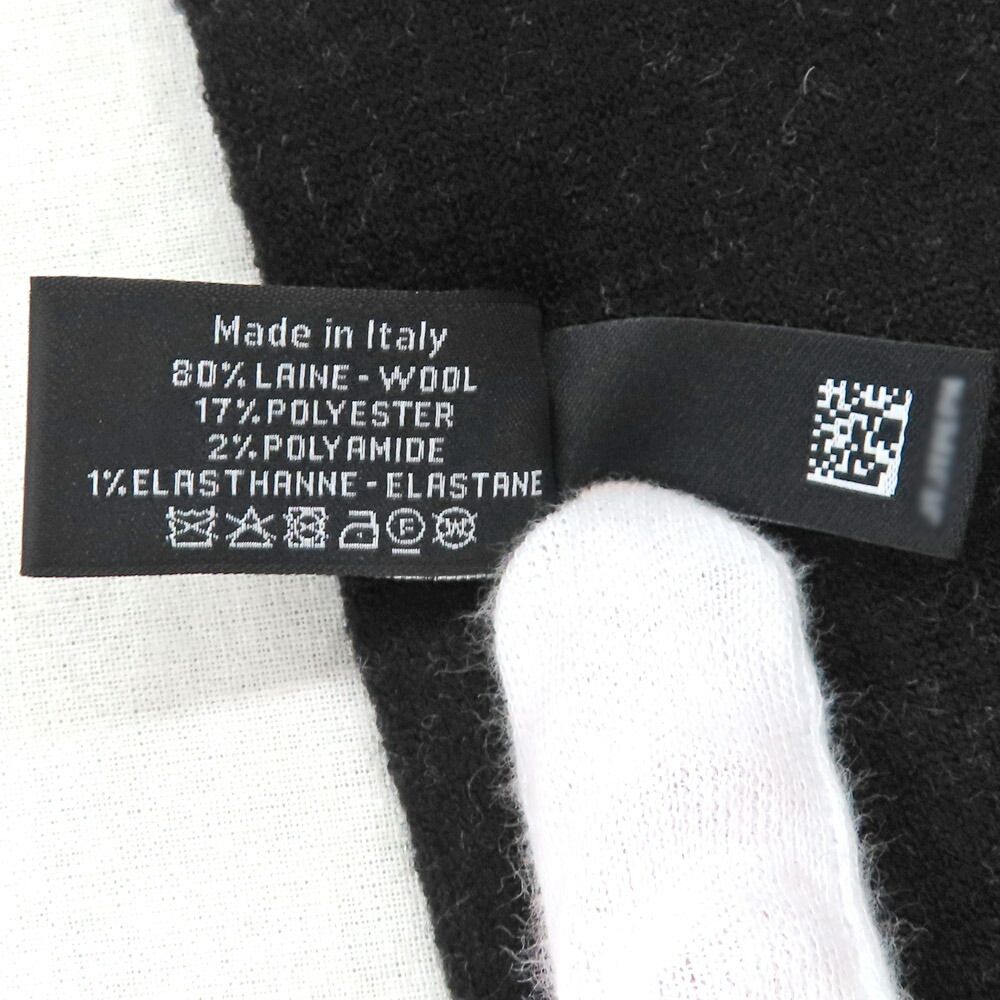 Made in Italy
80% LAINE - WOOL
17% POLYESTER
2% POLYAMIDE
1% ELASTHANNE - ELASTANE